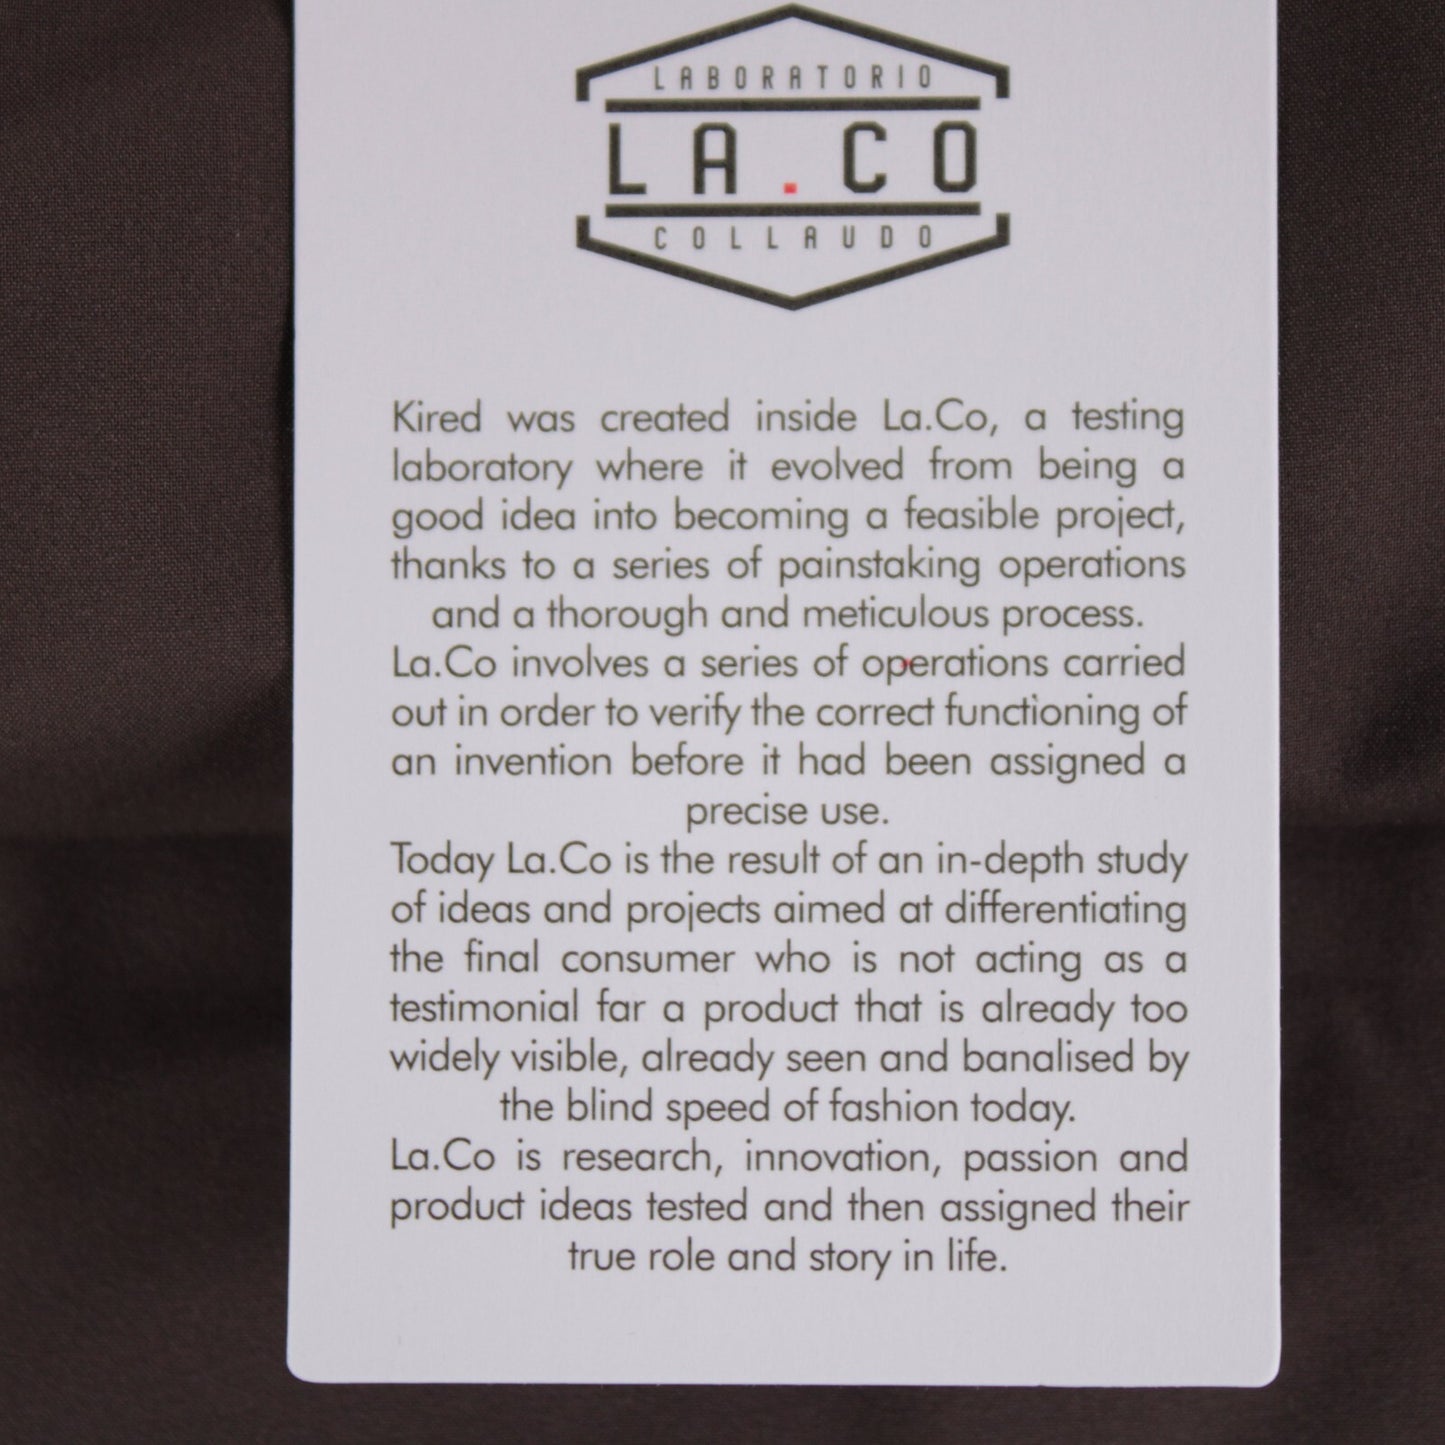 LABORATORIO
LA.CO
COLLAUDO
Kired was created inside La.Co, a testing
laboratory where it evolved from being a
good idea into becoming a feasible project,
thanks to a series of painstaking operations
and a thorough and meticulous process.
La.Co involves a series of operations carried
out in order to verify the correct functioning of
an invention before it had been assigned a
precise use.
Today La.Co is the result of an in-depth study
of ideas and projects aimed at differentiating
the final consumer who is not acting as a
testimonial far a product that is already too
widely visible, already seen and banalised by
the blind speed of fashion today.
La.Co is research, innovation, passion and
product ideas tested and then assigned their
true role and story in life.